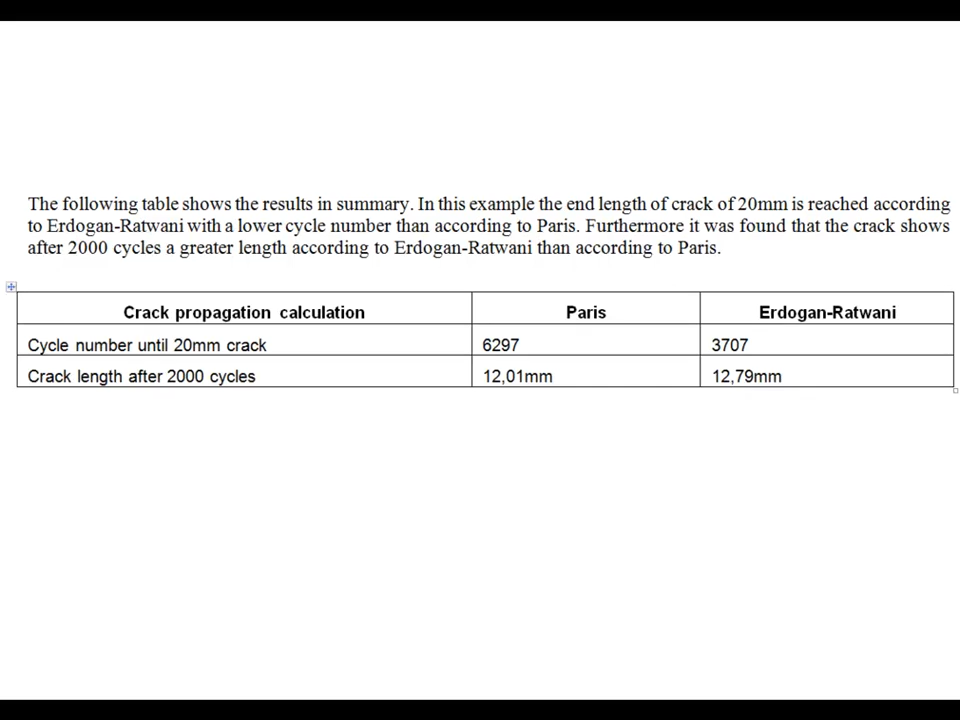 The following table shows the results in summary. In this example the end length of crack of 20mm is reached according
to Erdogan-Ratwani with a lower cycle number than according to Paris. Furthermore it was found that the crack shows
after 2000 cycles a greater length according to Erdogan-Ratwani than according to Paris.
Crack propagation calculation Paris Erdogan-Ratwani
Cycle number until 20mm crack 6297 3707
Crack length after 2000 cycles 12,01mm 12,79mm